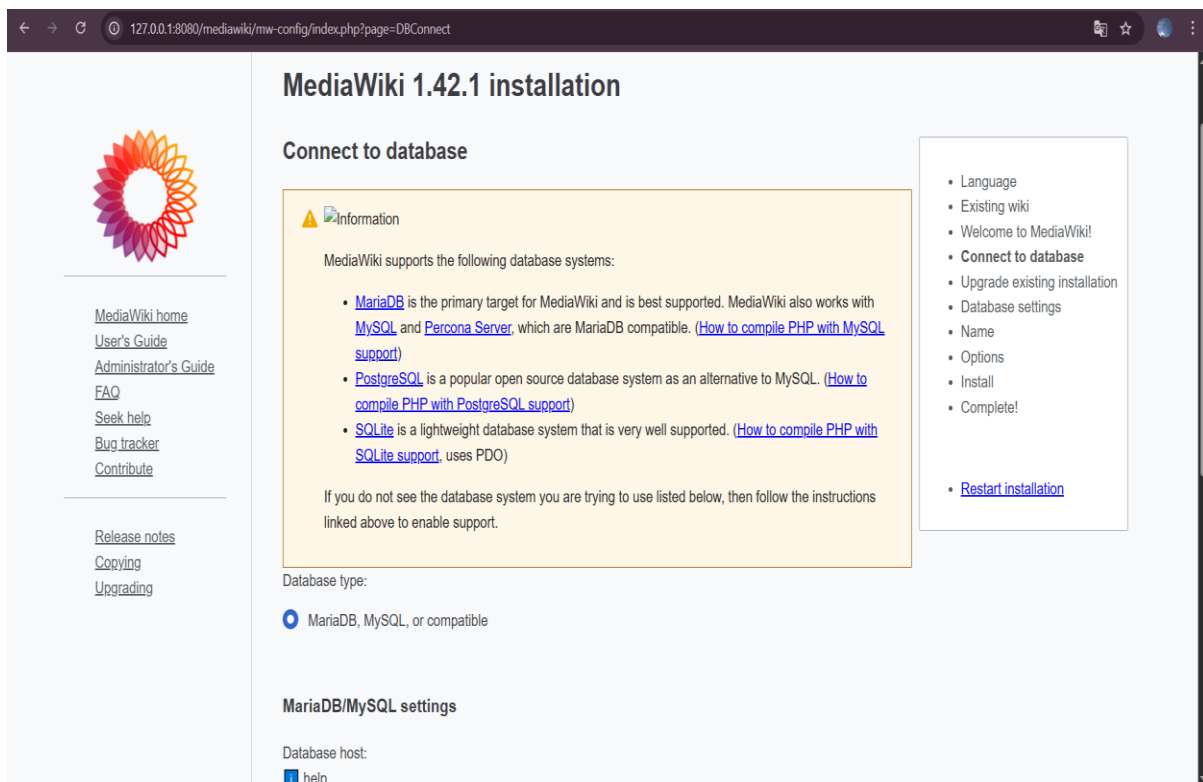 127.0.0.1:8080/mediawiki/mw-config/index.php?page=DBConnect
MediaWiki 1.42.1 installation
Connect to database
Information
MediaWiki supports the following database systems:
• MariaDB is the primary target for MediaWiki and is best supported. MediaWiki also works with
MySQL and Percona Server, which are MariaDB compatible. (How to compile PHP with MySQL
support)
• PostgreSQL is a popular open source database system as an alternative to MySQL. (How to
compile PHP with PostgreSQL support)
• SQLite is a lightweight database system that is very well supported. (How to compile PHP with
SQLite support, uses PDO)
If you do not see the database system you are trying to use listed below, then follow the instructions
linked above to enable support.
Database type:
MariaDB, MySQL, or compatible
MariaDB/MySQL settings
Database host:
help
MediaWiki home
User's Guide
Administrator's Guide
FAQ
Seek help
Bug tracker
Contribute
Release notes
Copying
Upgrading
• Language
• Existing wiki
• Welcome to MediaWiki!
• Connect to database
• Upgrade existing installation
• Database settings
• Name
• Options
• Install
• Complete!
• Restart installation